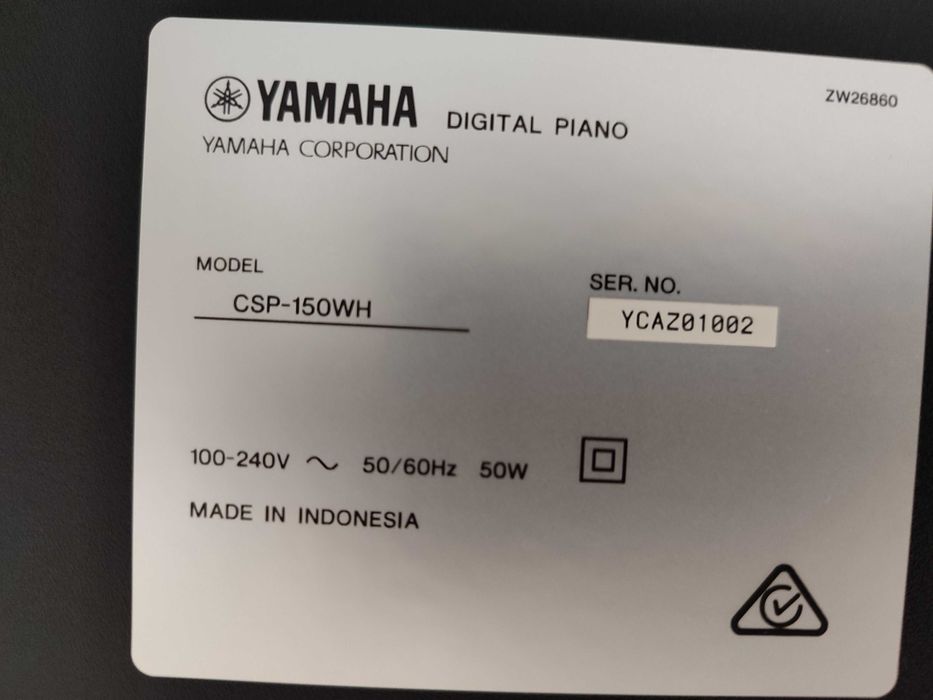 YAMAHA DIGITAL PIANO
ZW26860
YAMAHA CORPORATION
MODEL
CSP-150WH
SER. NO.
YCAZ01002
100-240V ~ 50/60Hz 50W
MADE IN INDONESIA